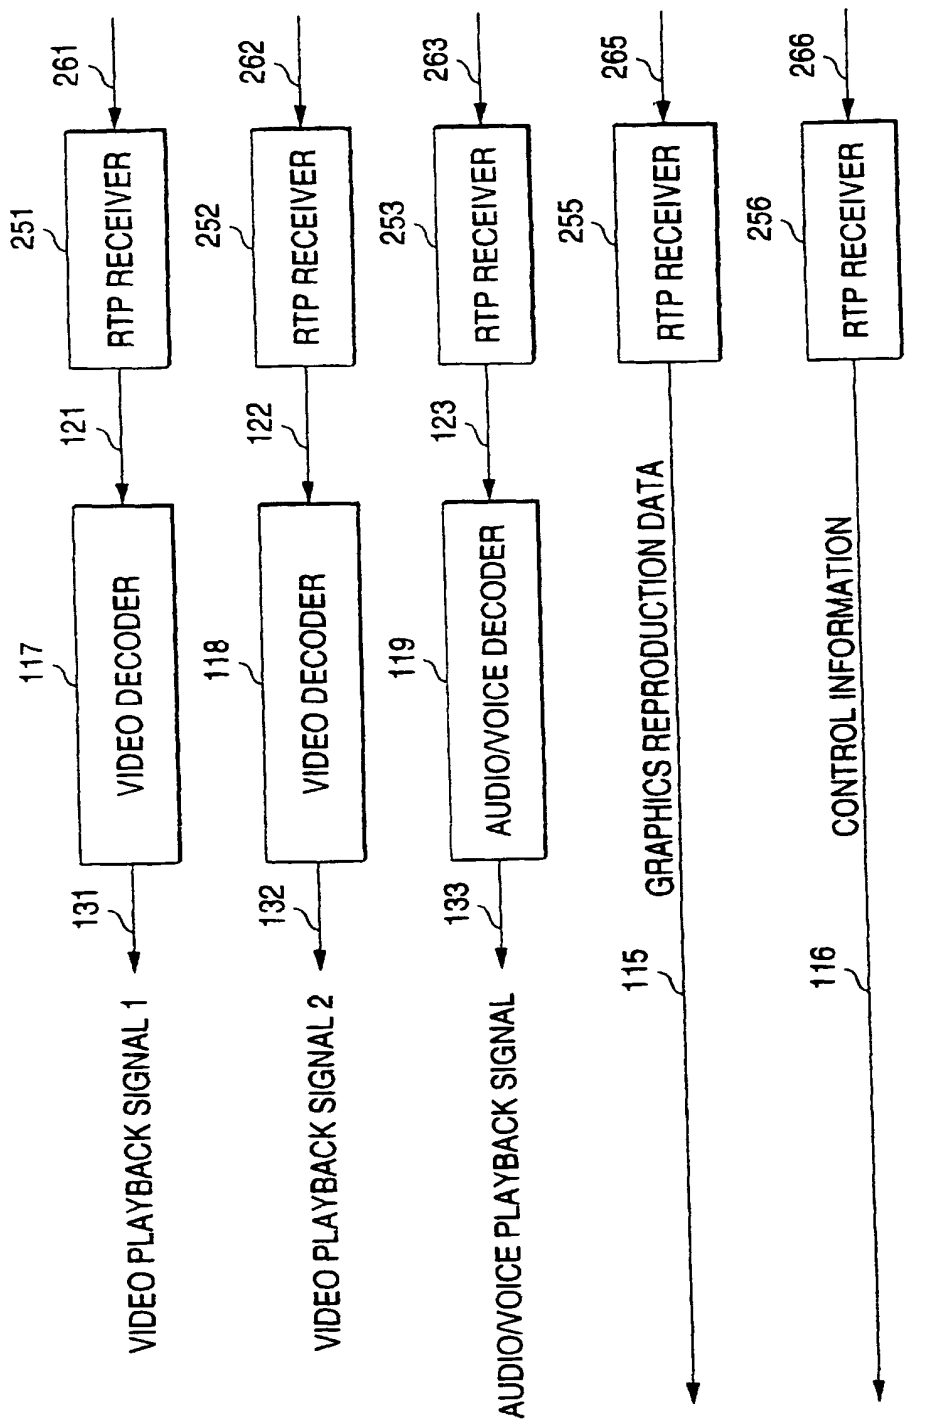 261
251
RTP RECEIVER
121
117
VIDEO DECODER
131
VIDEO PLAYBACK SIGNAL 1
262
252
RTP RECEIVER
122
118
VIDEO DECODER
132
VIDEO PLAYBACK SIGNAL 2
263
253
RTP RECEIVER
123
119
AUDIO/VOICE DECODER
133
AUDIO/VOICE PLAYBACK SIGNAL
265
255
RTP RECEIVER
GRAPHICS REPRODUCTION DATA
115
266
256
RTP RECEIVER
CONTROL INFORMATION
116